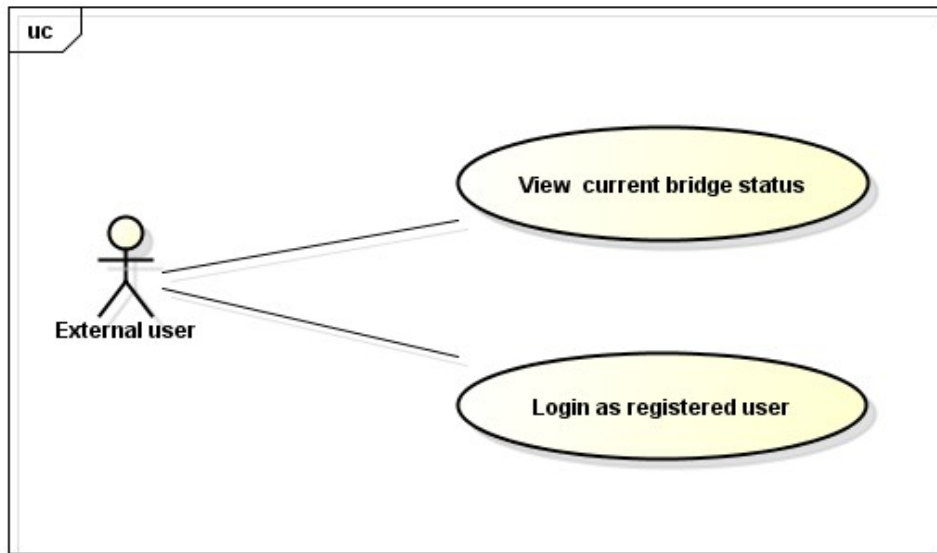 uc
View  current bridge status
External user
Login as registered user